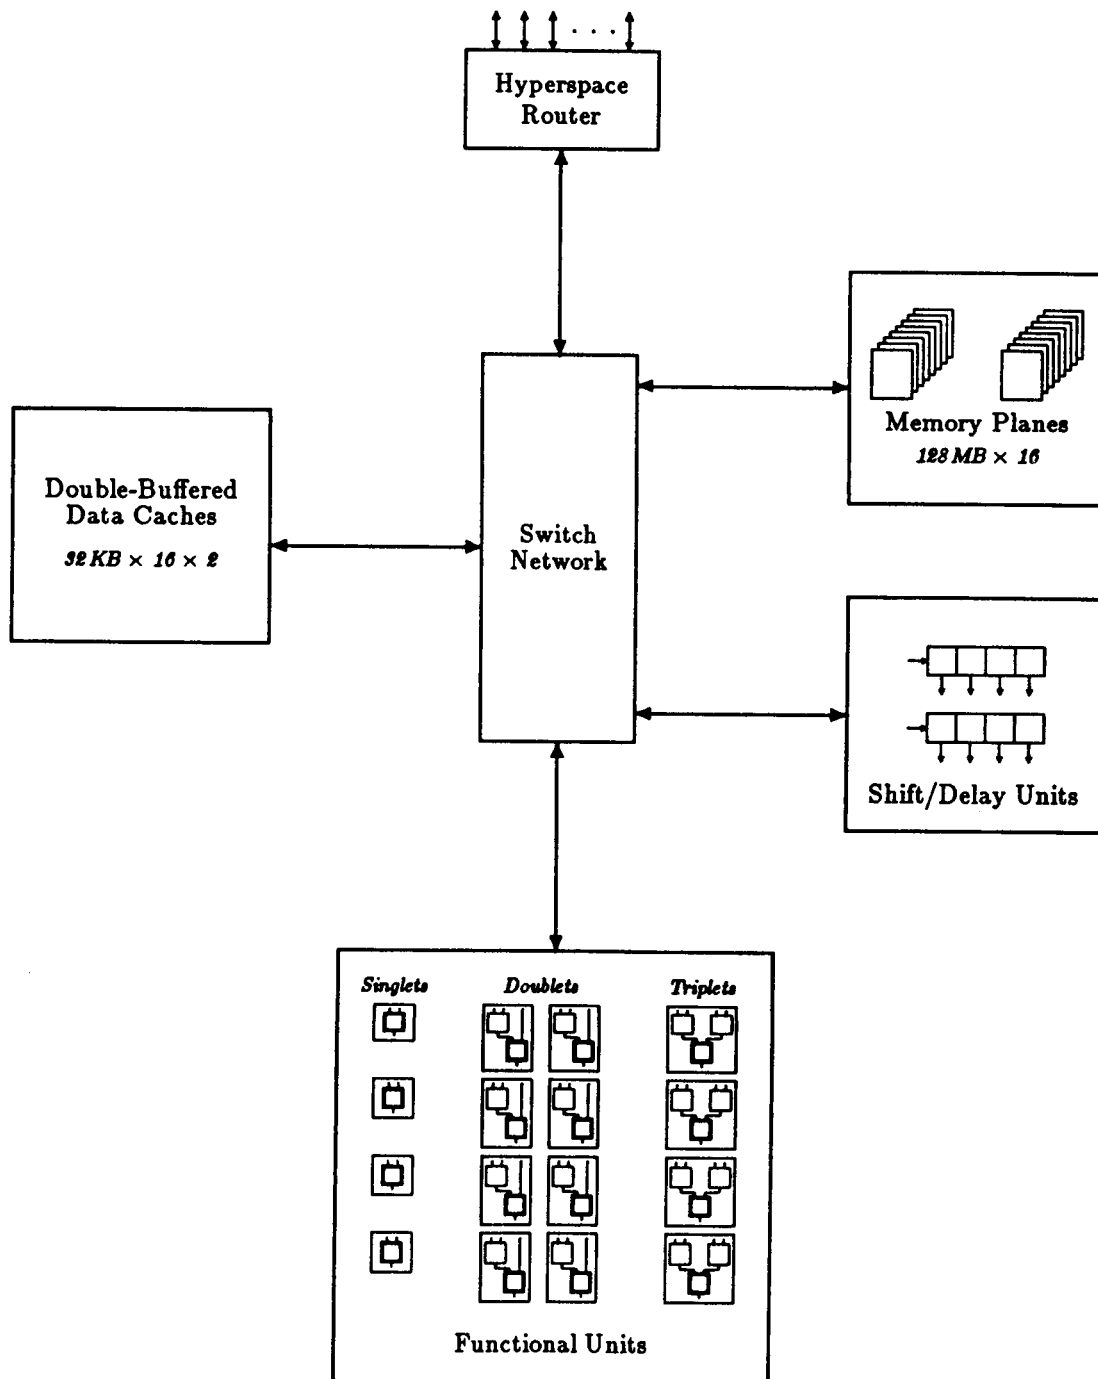 Hyperspace
Router
Memory Planes
128 MB × 16
Double-Buffered
Data Caches
32 KB × 16 × 2
Switch
Network
Shift/Delay Units
Singlets
Doublets
Triplets
Functional Units